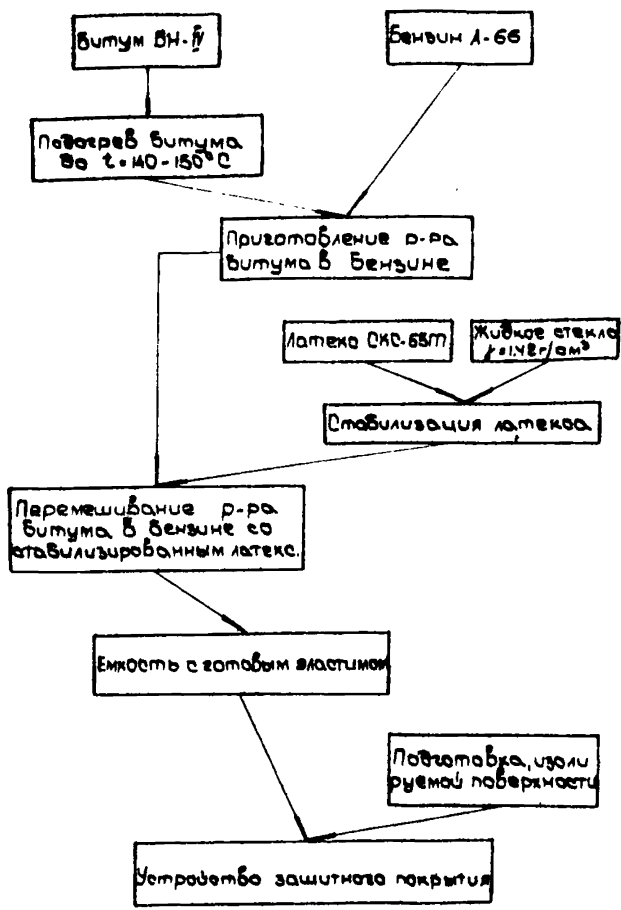 Битум БН-IV
Бензин А-66
Подогрев битума
до t=140-150°С
Приготовление р-ра
битума в бензине
Латекс СКС-65ГП
Жидкое стекло
γ=1.42г/см³
Стабилизация латекса
Перемешивание р-ра
битума в бензине со
стабилизированным латекс.
Емкость с готовым эластимом
Подготовка, изоли
руемой поверхности
Устройство защитного покрытия